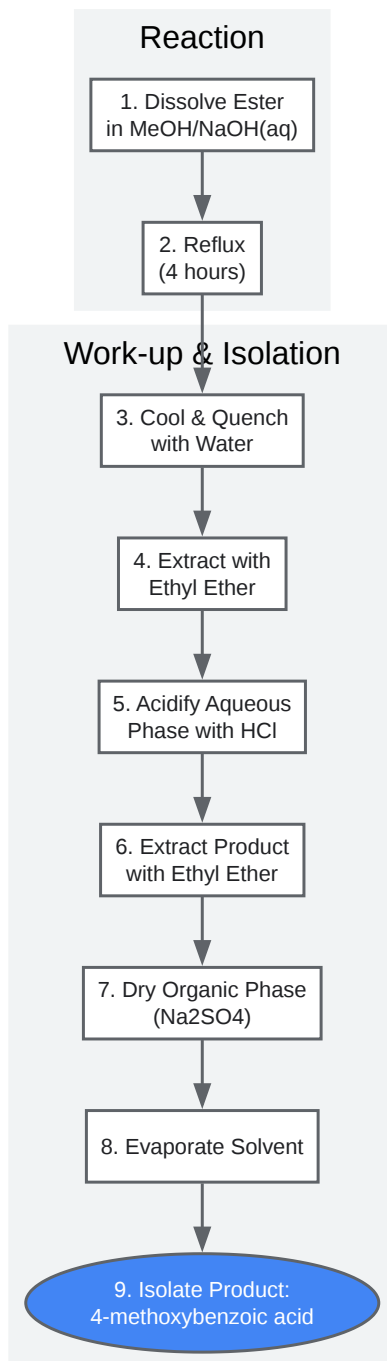 Reaction
1. Dissolve Ester
in MeOH/NaOH(aq)
2. Reflux
(4 hours)
Work-up & Isolation
3. Cool & Quench
with Water
4. Extract with
Ethyl Ether
5. Acidify Aqueous
Phase with HCl
6. Extract Product
with Ethyl Ether
7. Dry Organic Phase
(Na2SO4)
8. Evaporate Solvent
9. Isolate Product:
4-methoxybenzoic acid